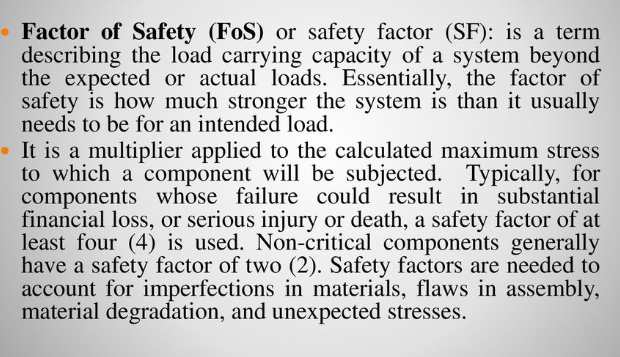 • Factor of Safety (FoS) or safety factor (SF): is a term
describing the load carrying capacity of a system beyond
the expected or actual loads. Essentially, the factor of
safety is how much stronger the system is than it usually
needs to be for an intended load.
• It is a multiplier applied to the calculated maximum stress
to which a component will be subjected. Typically, for
components whose failure could result in substantial
financial loss, or serious injury or death, a safety factor of at
least four (4) is used. Non-critical components generally
have a safety factor of two (2). Safety factors are needed to
account for imperfections in materials, flaws in assembly,
material degradation, and unexpected stresses.